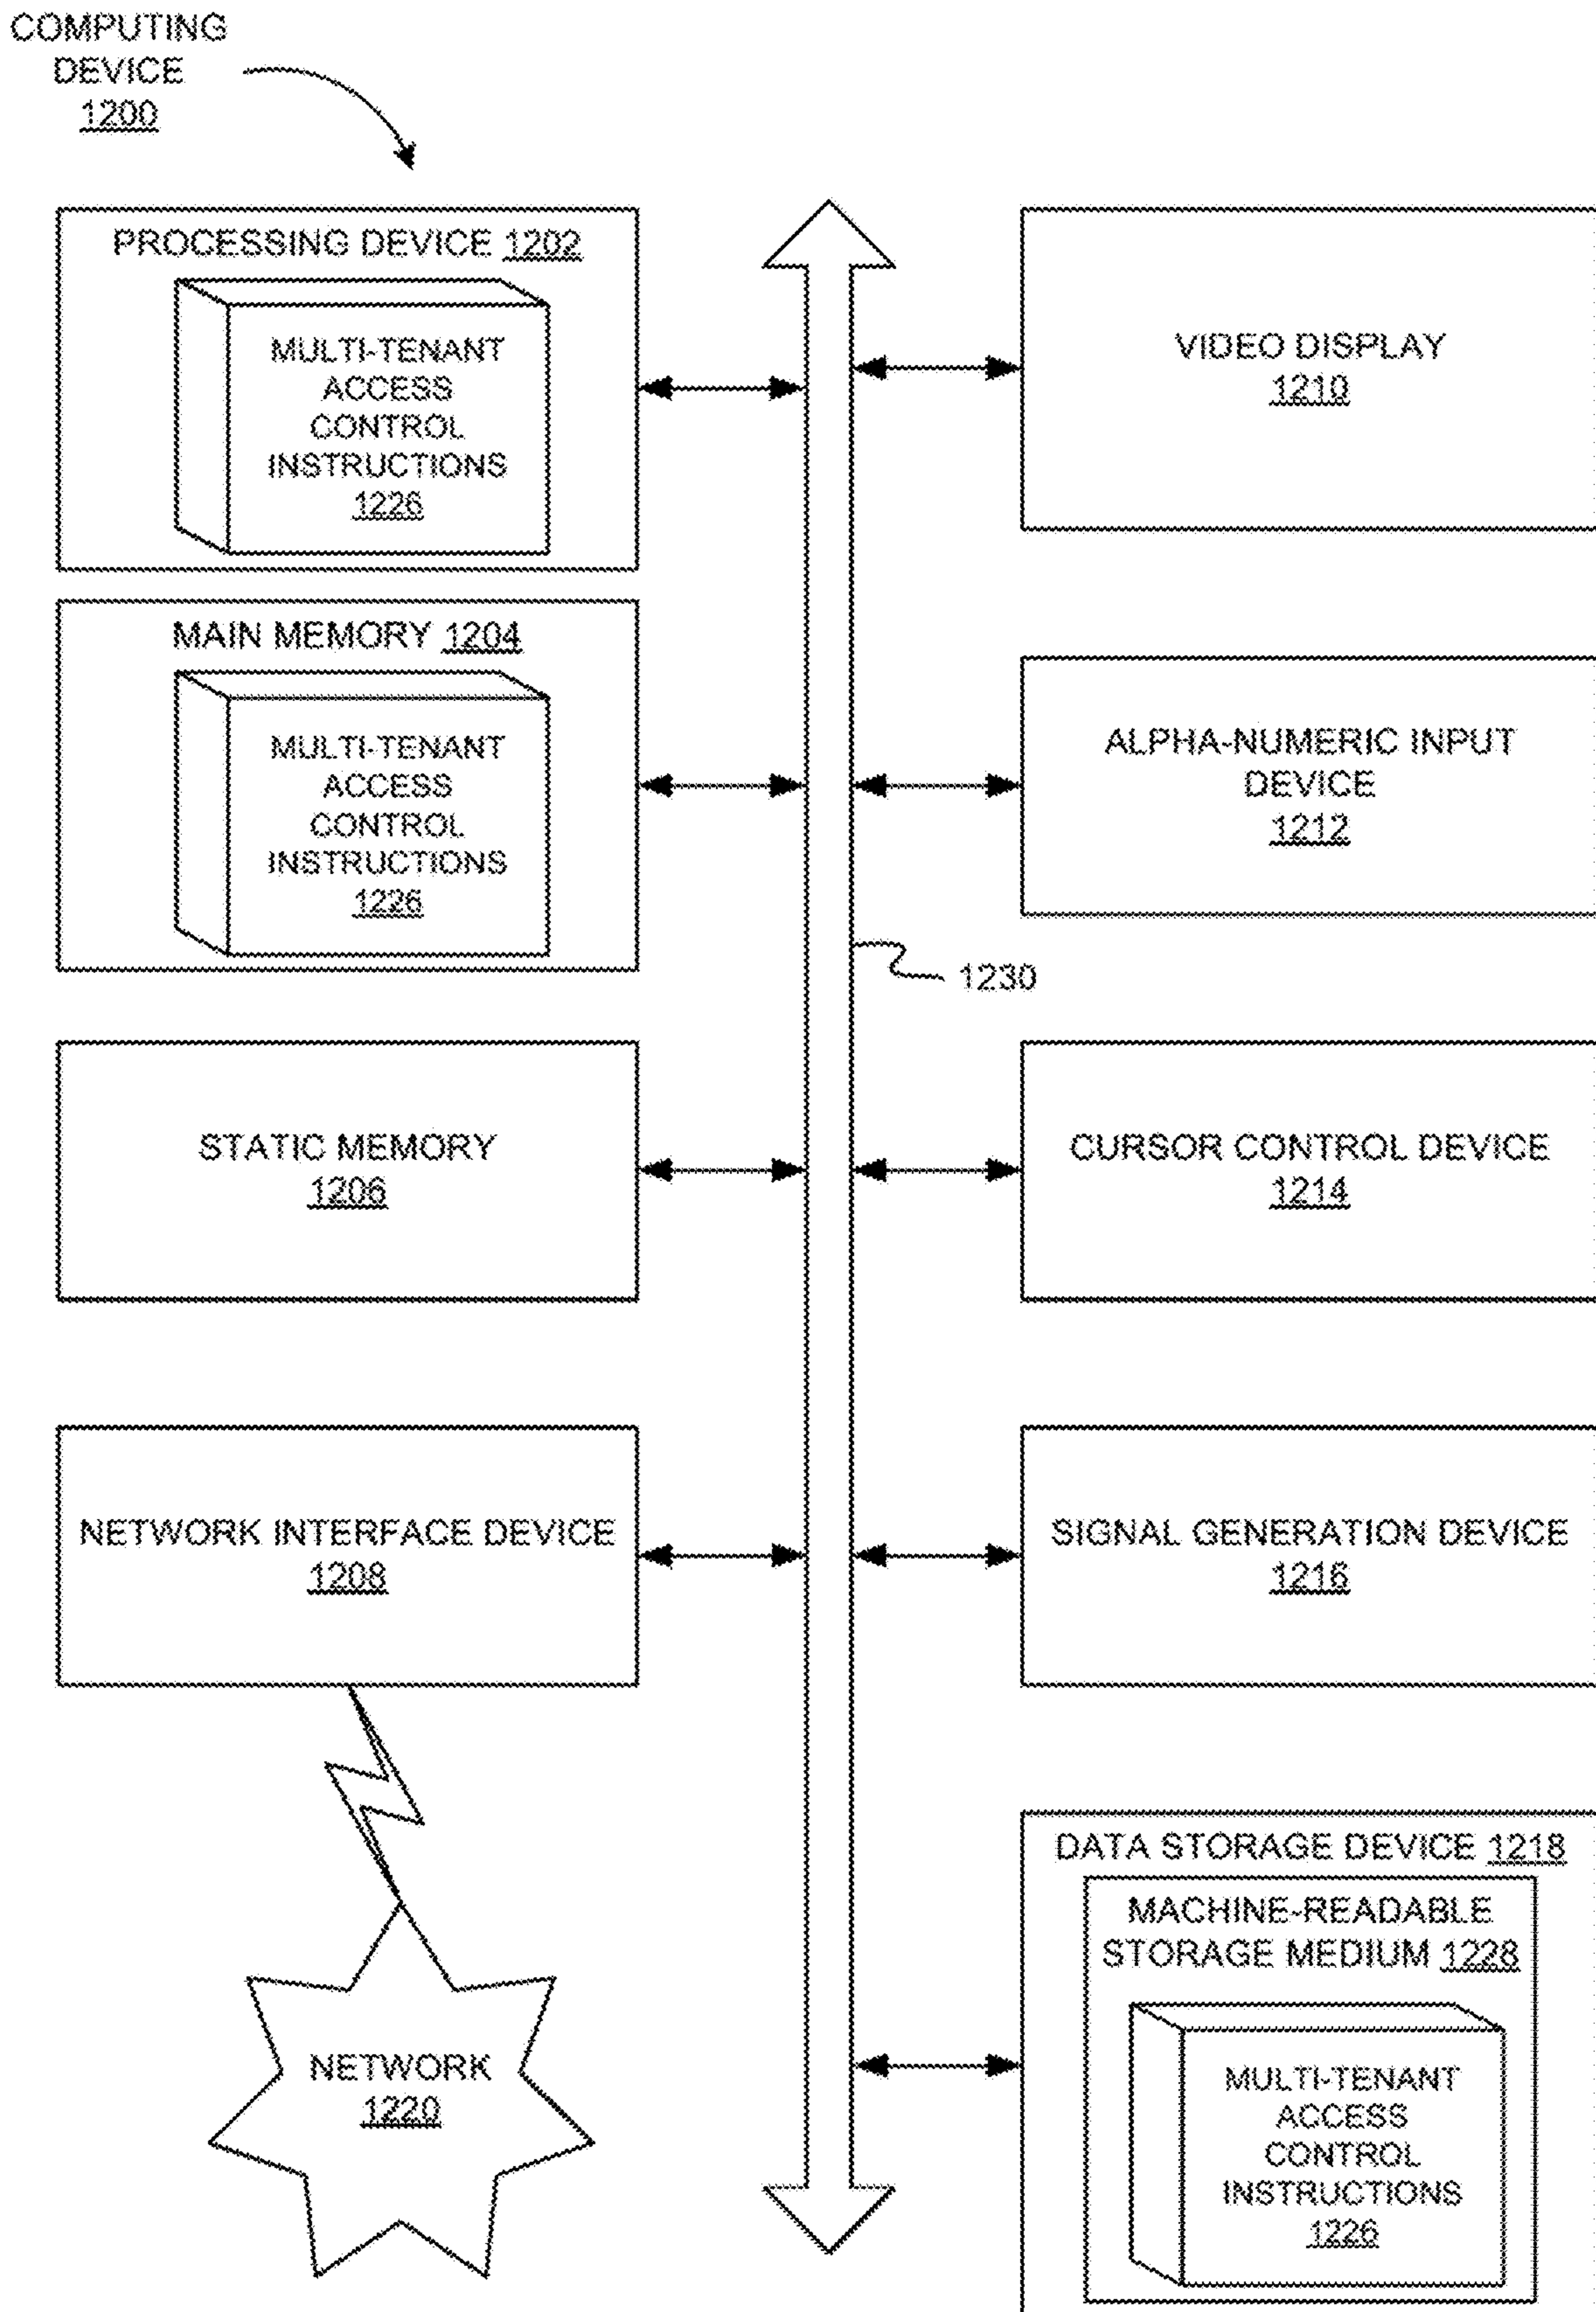 COMPUTING
DEVICE
1200
PROCESSING DEVICE 1202
MULTI-TENANT
ACCESS
CONTROL
INSTRUCTIONS
1226
VIDEO DISPLAY
1210
MAIN MEMORY 1204
MULTI-TENANT
ACCESS
CONTROL
INSTRUCTIONS
1226
ALPHA-NUMERIC INPUT
DEVICE
1212
1230
STATIC MEMORY
1206
CURSOR CONTROL DEVICE
1214
NETWORK INTERFACE DEVICE
1208
SIGNAL GENERATION DEVICE
1216
NETWORK
1220
DATA STORAGE DEVICE 1218
MACHINE-READABLE
STORAGE MEDIUM 1228
MULTI-TENANT
ACCESS
CONTROL
INSTRUCTIONS
1226